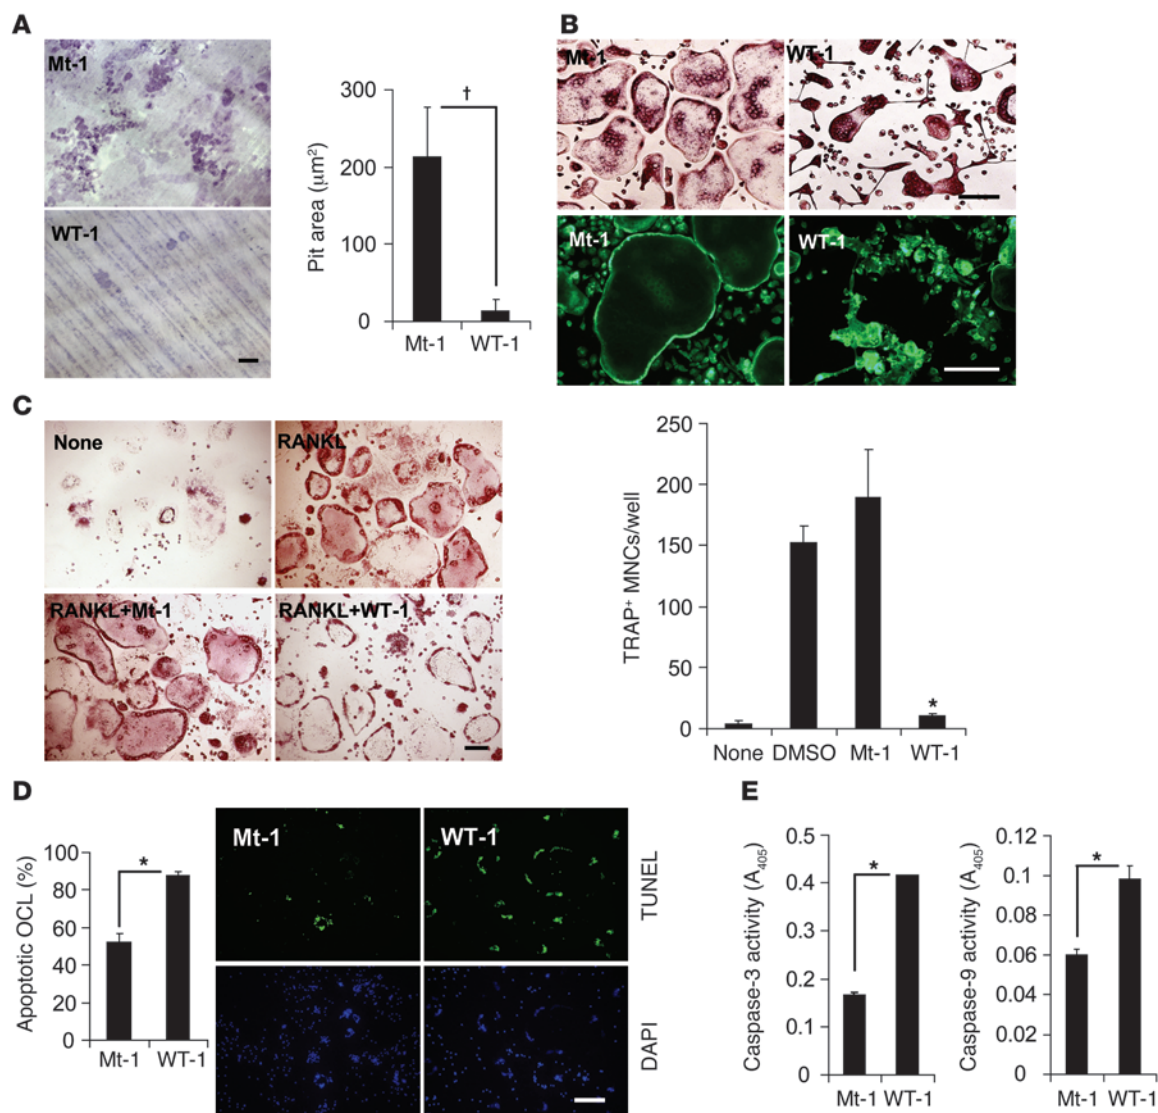 A
Mt-1
WT-1
Pit area (μm²)
300
200
100
0
†
Mt-1 WT-1
B
Mt-1
WT-1
Mt-1
WT-1
C
None
RANKL
RANKL+Mt-1
RANKL+WT-1
TRAP⁺ MNCs/well
250
200
150
100
50
0
*
None DMSO Mt-1 WT-1
D
Apoptotic OCL (%)
100
80
60
40
20
0
*
Mt-1 WT-1
Mt-1
WT-1
TUNEL
DAPI
E
Caspase-3 activity (A₄₀₅)
0.5
0.4
0.3
0.2
0.1
0
*
Mt-1 WT-1
Caspase-9 activity (A₄₀₅)
0.12
0.1
0.08
0.06
0.04
0.02
0
*
Mt-1 WT-1